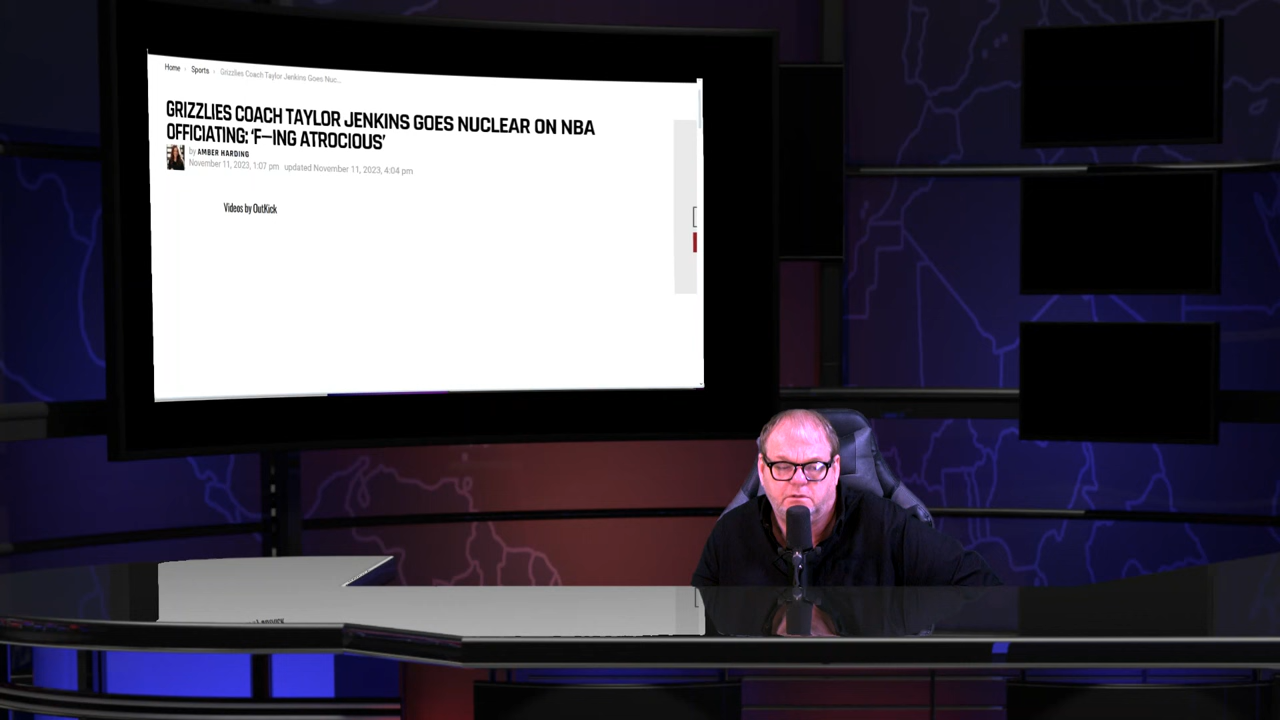 Home › Sports › Grizzlies Coach Taylor Jenkins Goes Nuc...
GRIZZLIES COACH TAYLOR JENKINS GOES NUCLEAR ON NBA
OFFICIATING: 'F—ING ATROCIOUS'
by AMBER HARDING
November 11, 2023, 1:07 pm updated November 11, 2023, 4:04 pm
Videos by OutKick